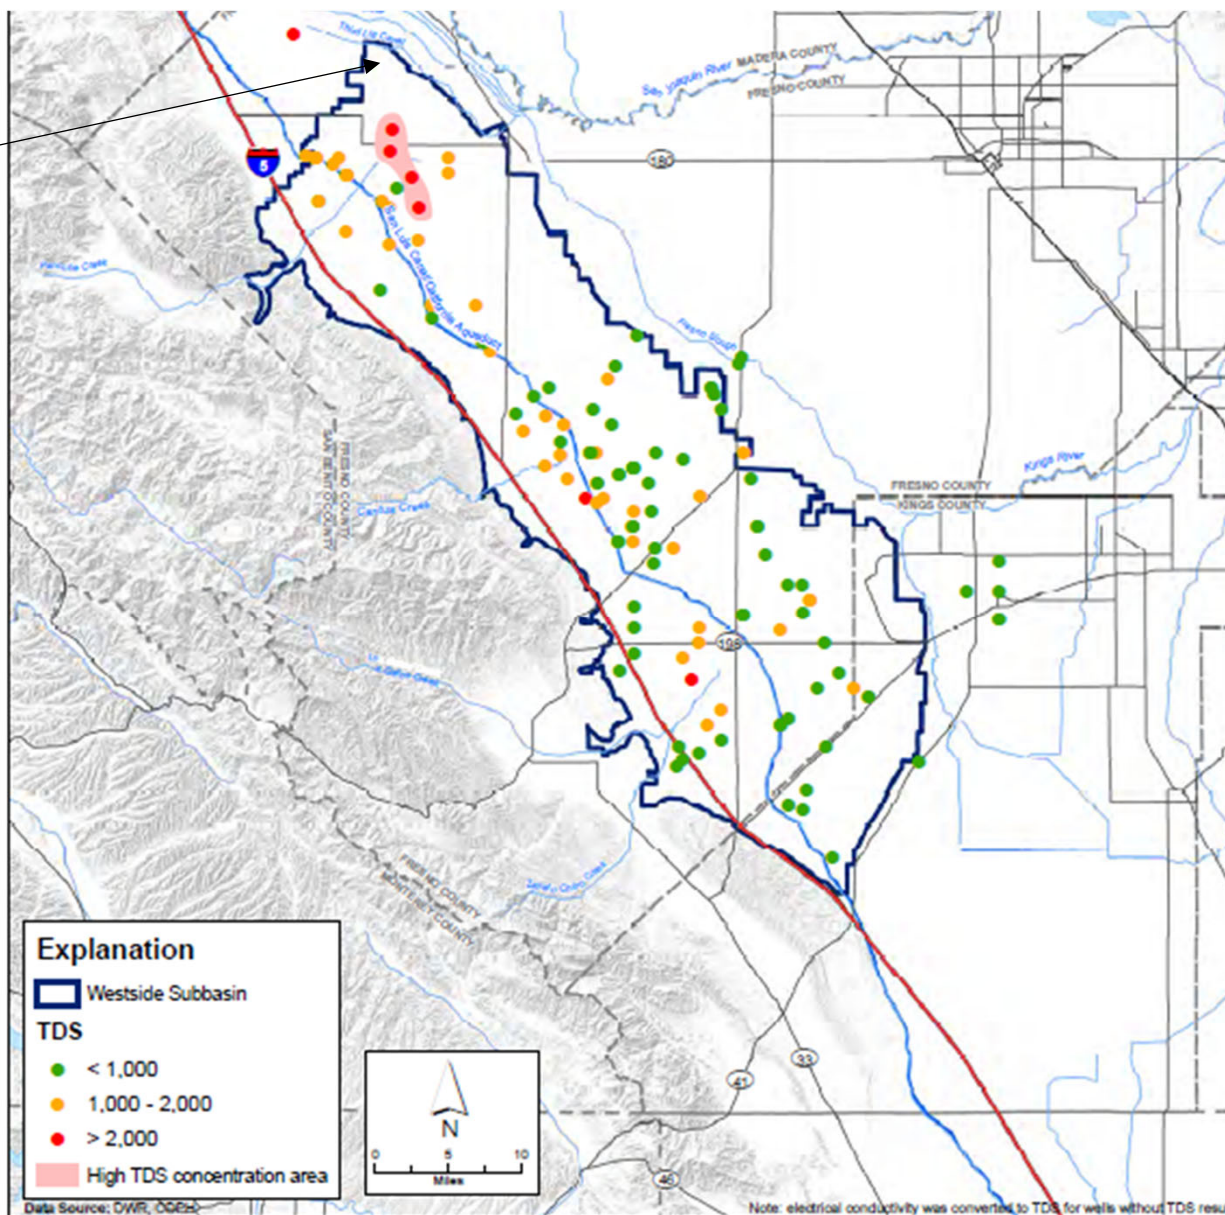 San Joaquin River
MADERA COUNTY
FRESNO COUNTY
5
180
San Luis Canal/California Aqueduct
Fresno Slough
SAN BENITO COUNTY
FRESNO COUNTY
Cantua Creek
Kings River
FRESNO COUNTY
KINGS COUNTY
198
FRESNO COUNTY
MONTEREY COUNTY
Explanation
Westside Subbasin
TDS
< 1,000
1,000 - 2,000
> 2,000
High TDS concentration area
N
0 5 10
Miles
33
41
46
Data Source: DWR,
Note: electrical conductivity was converted to TDS for wells without TDS resu